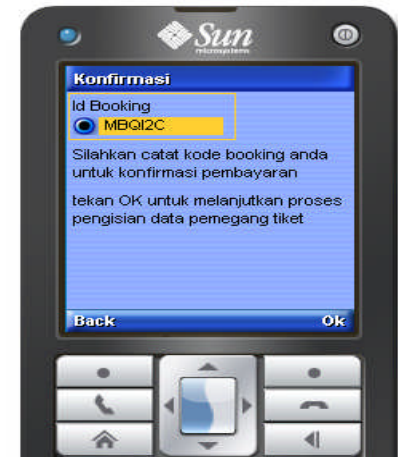 Sun
microsystems
Konfirmasi
Id Booking
MBQI2C
Silahkan catat kode booking anda
untuk konfirmasi pembayaran
tekan OK untuk melanjutkan proses
pengisian data pemegang tiket
Back Ok